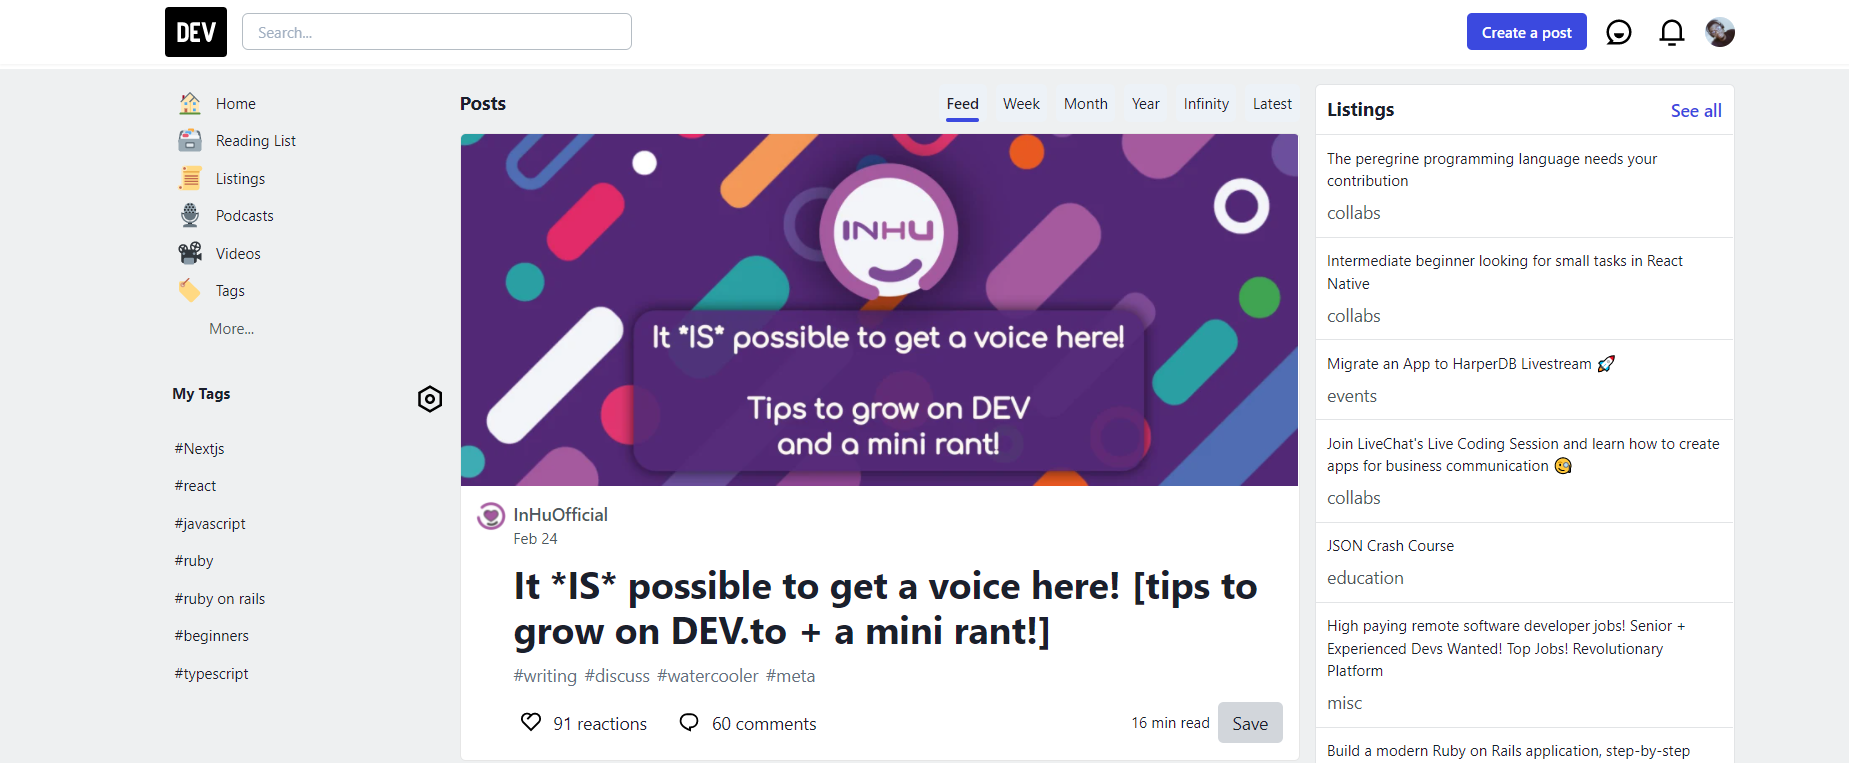 DEV
Search...
Create a post
Home
Reading List
Listings
Podcasts
Videos
Tags
More...
My Tags
#Nextjs
#react
#javascript
#ruby
#ruby on rails
#beginners
#typescript
Posts
Feed Week Month Year Infinity Latest
INHU
It *IS* possible to get a voice here!
Tips to grow on DEV
and a mini rant!
InHuOfficial
Feb 24
It *IS* possible to get a voice here! [tips to
grow on DEV.to + a mini rant!]
#writing #discuss #watercooler #meta
91 reactions 60 comments 16 min read Save
Listings See all
The peregrine programming language needs your
contribution
collabs
Intermediate beginner looking for small tasks in React
Native
collabs
Migrate an App to HarperDB Livestream 🚀
events
Join LiveChat's Live Coding Session and learn how to create
apps for business communication 🧐
collabs
JSON Crash Course
education
High paying remote software developer jobs! Senior +
Experienced Devs Wanted! Top Jobs! Revolutionary
Platform
misc
Build a modern Ruby on Rails application, step-by-step